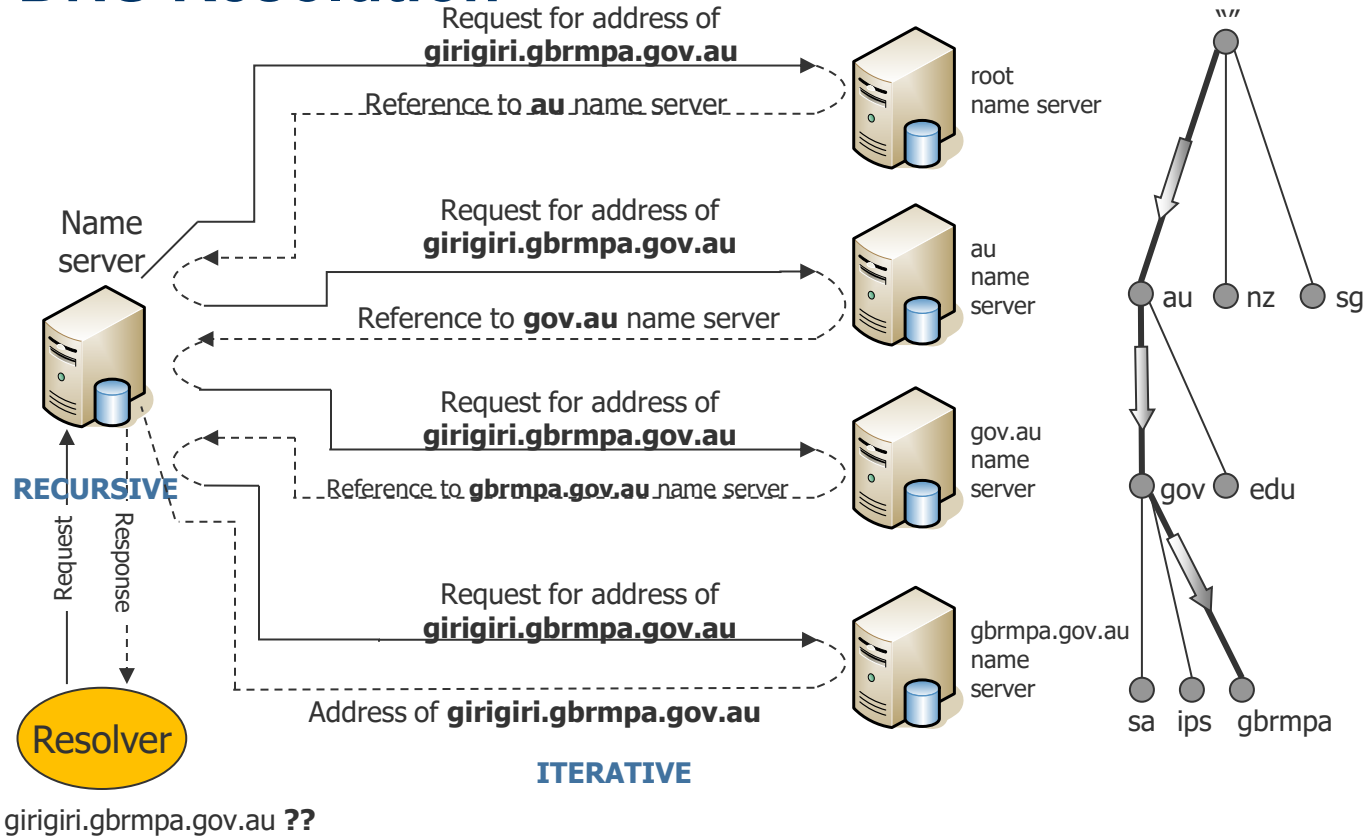 Request for address of
girigiri.gbrmpa.gov.au
Reference to au name server
root
name server
Name
server
Request for address of
girigiri.gbrmpa.gov.au
Reference to gov.au name server
au
name
server
Request for address of
girigiri.gbrmpa.gov.au
Reference to gbrmpa.gov.au name server
gov.au
name
server
RECURSIVE
Request
Response
Request for address of
girigiri.gbrmpa.gov.au
Address of girigiri.gbrmpa.gov.au
gbrmpa.gov.au
name
server
Resolver
ITERATIVE
girigiri.gbrmpa.gov.au ??
au nz sg
gov edu
sa ips gbrmpa